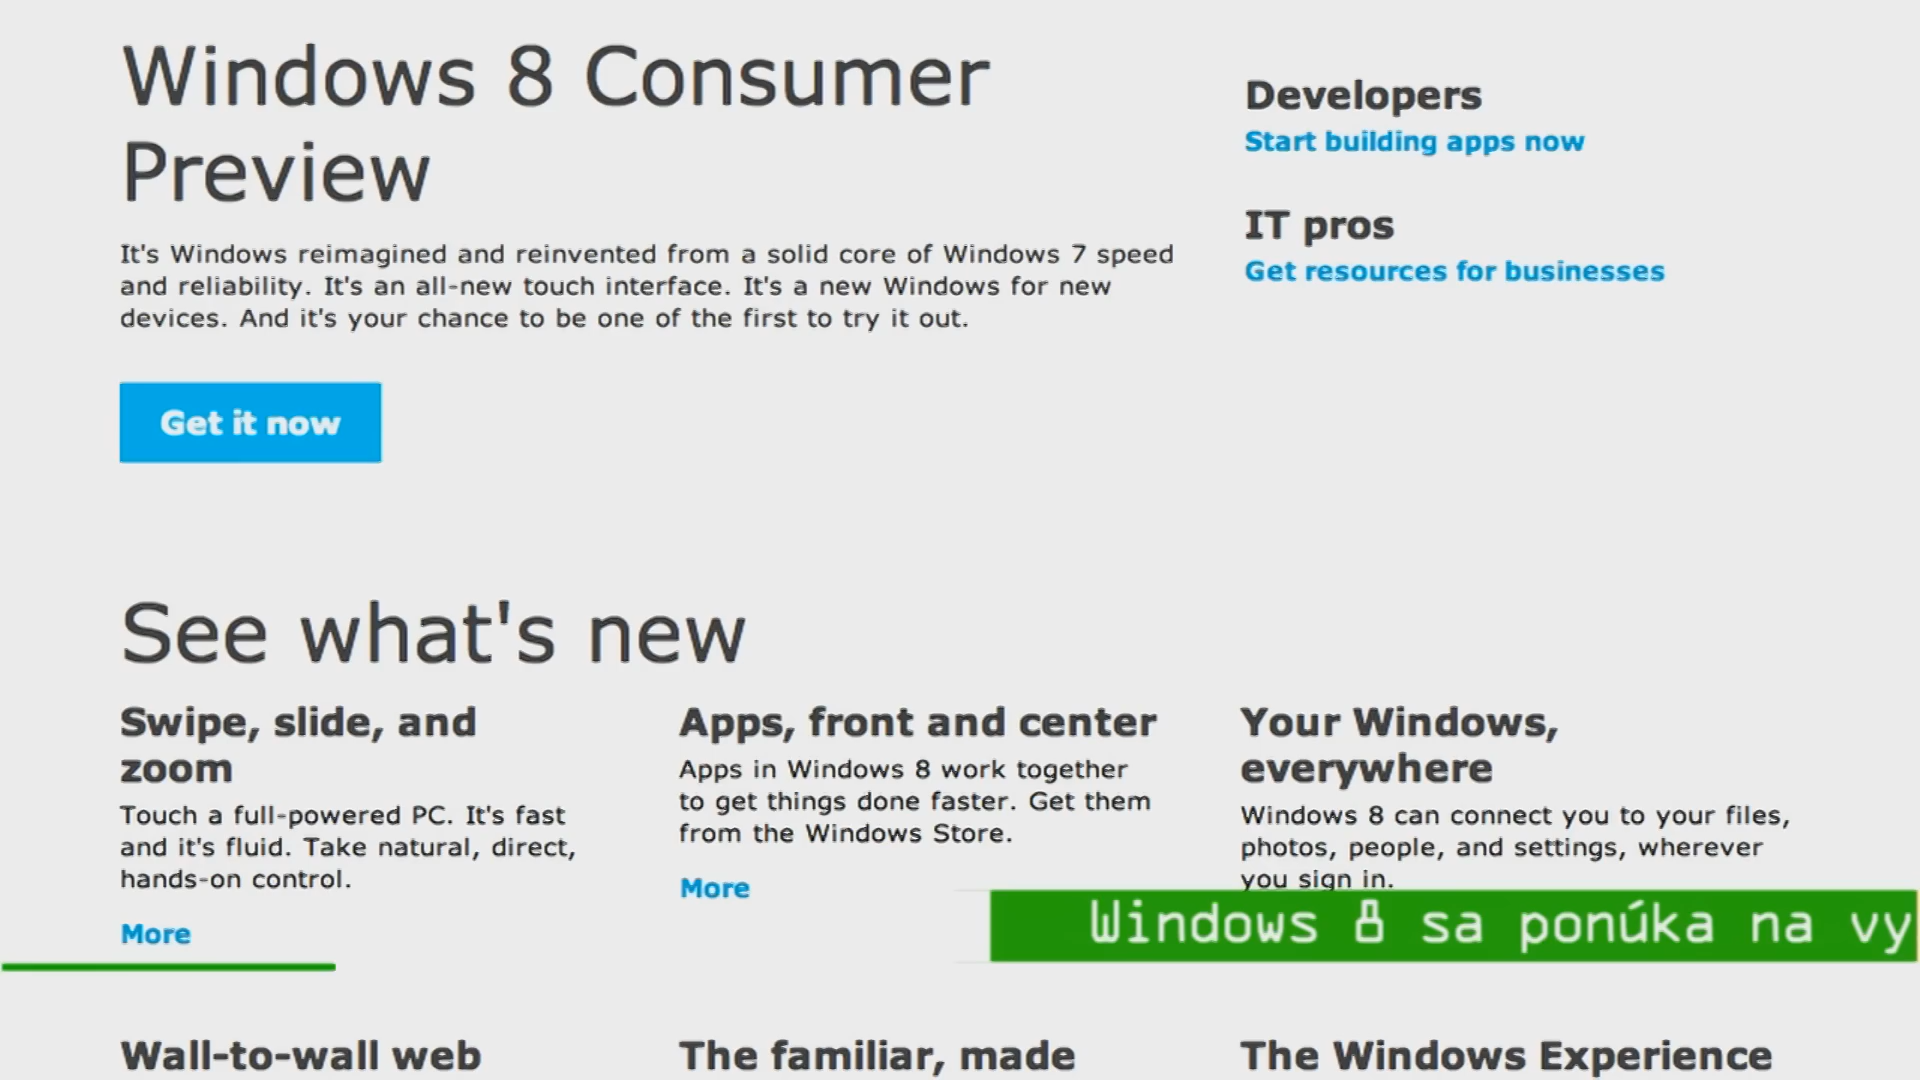 Windows 8 Consumer
Preview
It's Windows reimagined and reinvented from a solid core of Windows 7 speed
and reliability. It's an all-new touch interface. It's a new Windows for new
devices. And it's your chance to be one of the first to try it out.
Get it now
Developers
Start building apps now
IT pros
Get resources for businesses
See what's new
Swipe, slide, and
zoom
Touch a full-powered PC. It's fast
and it's fluid. Take natural, direct,
hands-on control.
More
Apps, front and center
Apps in Windows 8 work together
to get things done faster. Get them
from the Windows Store.
More
Your Windows,
everywhere
Windows 8 can connect you to your files,
photos, people, and settings, wherever
you sign in.
Windows 8 sa ponúka na vy
Wall-to-wall web
The familiar, made
The Windows Experience